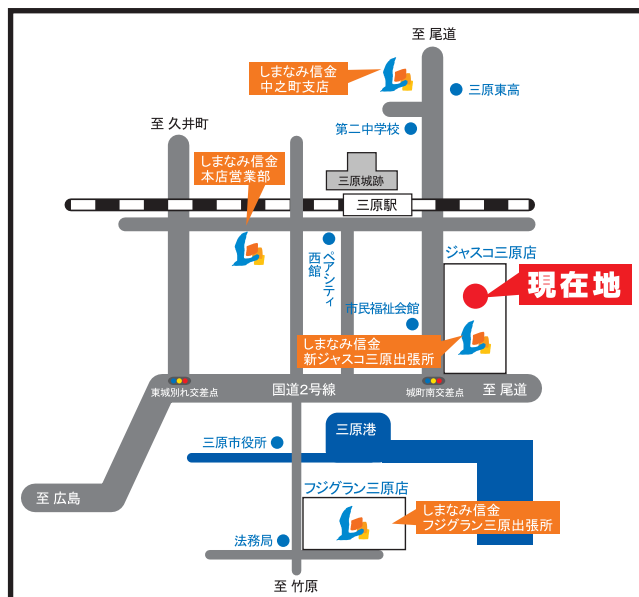 至 尾道
しまなみ信金
中之町支店
三原東高
至 久井町
第二中学校
しまなみ信金
本店営業部
三原城跡
三原駅
ジャスコ三原店
ペアシティ
西館
現在地
市民福祉会館
しまなみ信金
新ジャスコ三原出張所
東城別れ交差点
国道2号線
城町南交差点
至 尾道
三原港
三原市役所
至 広島
フジグラン三原店
しまなみ信金
フジグラン三原出張所
法務局
至 竹原